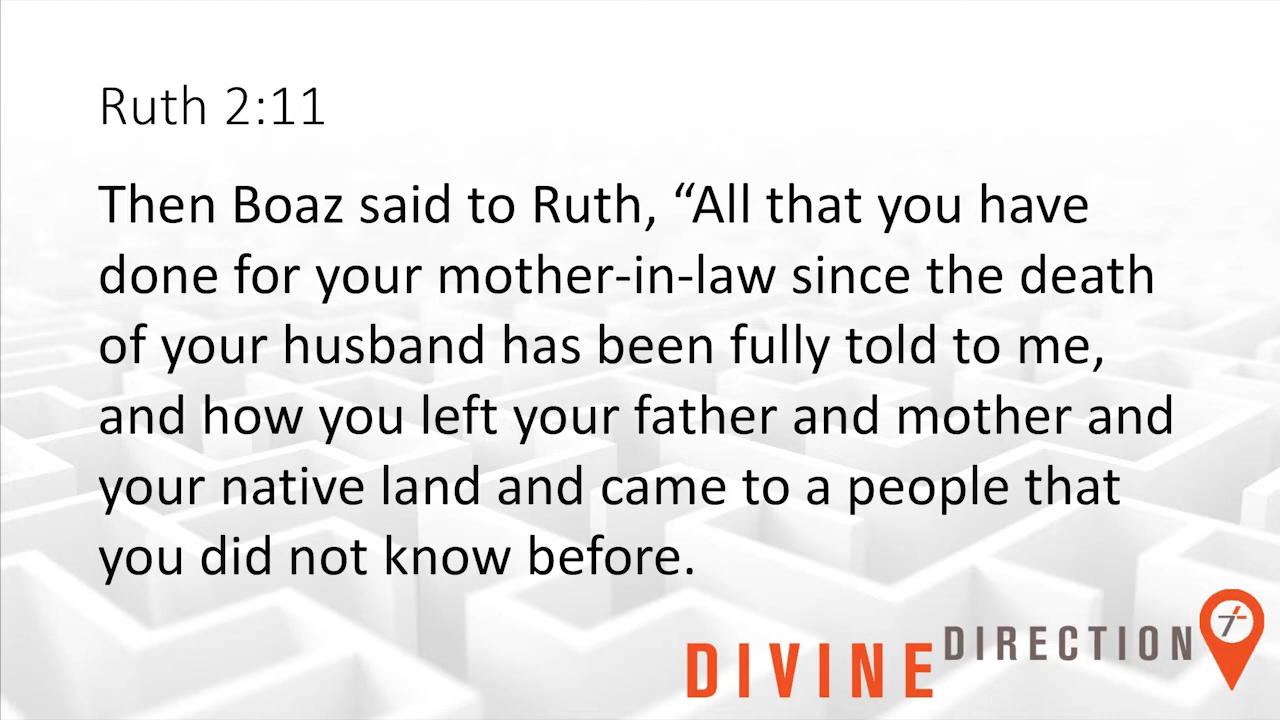 Ruth 2:11
Then Boaz said to Ruth, “All that you have
done for your mother-in-law since the death
of your husband has been fully told to me,
and how you left your father and mother and
your native land and came to a people that
you did not know before.
DIVINE DIRECTION